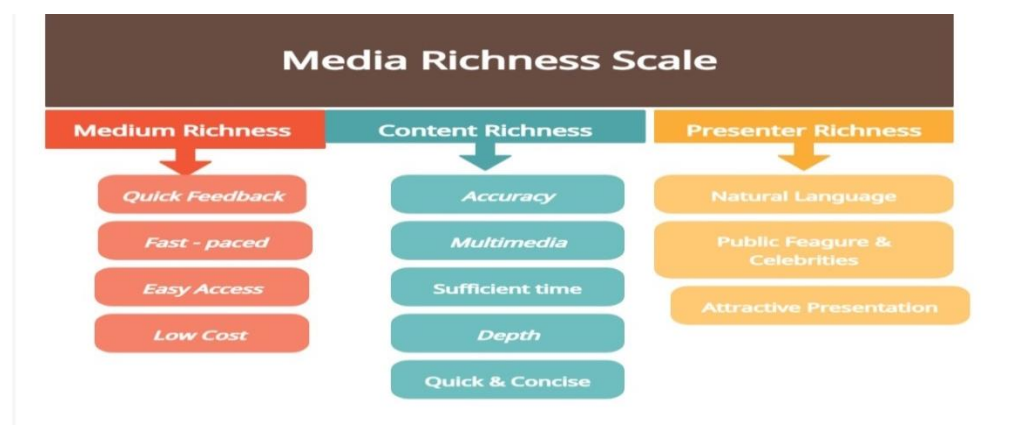 Media Richness Scale
Medium Richness
Content Richness
Presenter Richness
Quick Feedback
Fast - paced
Easy Access
Low Cost
Accuracy
Multimedia
Sufficient time
Depth
Quick & Concise
Natural Language
Public Feagure &
Celebrities
Attractive Presentation